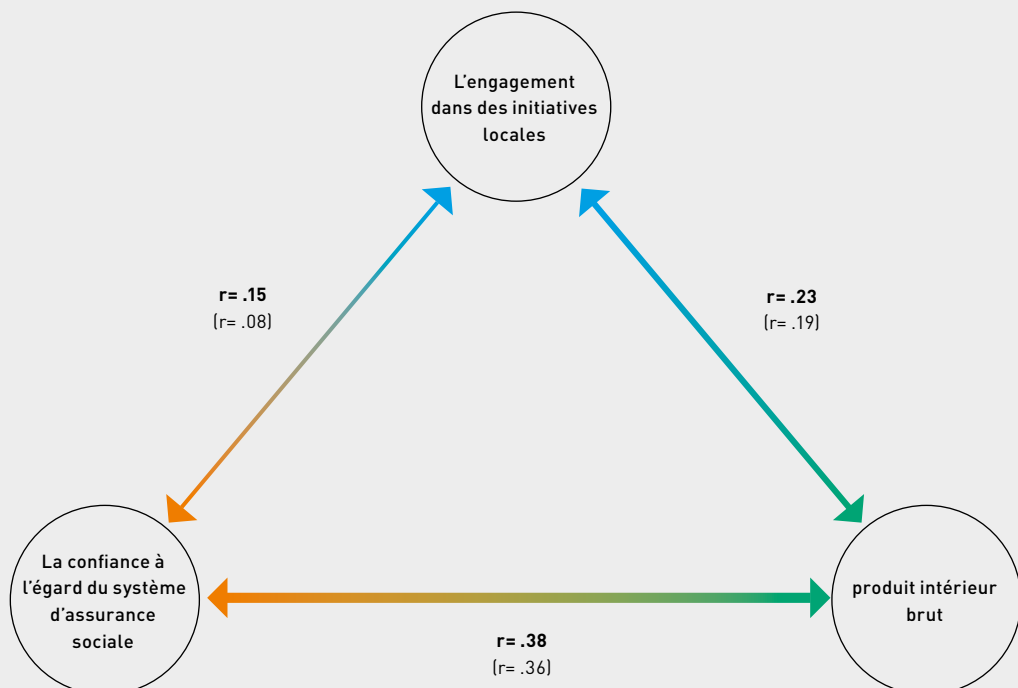 L'engagement
dans des initiatives
locales
r= .15
(r= .08)
r= .23
(r= .19)
La confiance à
l'égard du système
d'assurance
sociale
produit intérieur
brut
r= .38
(r= .36)